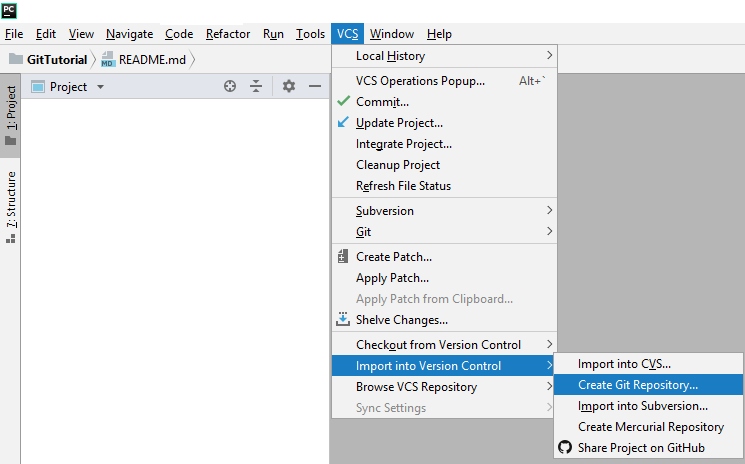 PC
File Edit View Navigate Code Refactor Run Tools VCS Window Help
GitTutorial MD README.md
1: Project
7: Structure
Project
Local History
VCS Operations Popup... Alt+`
Commit...
Update Project...
Integrate Project...
Cleanup Project
Refresh File Status
Subversion
Git
Create Patch...
Apply Patch...
Apply Patch from Clipboard...
Shelve Changes...
Checkout from Version Control
Import into Version Control
Browse VCS Repository
Sync Settings
Import into CVS...
Create Git Repository...
Import into Subversion...
Create Mercurial Repository
Share Project on GitHub